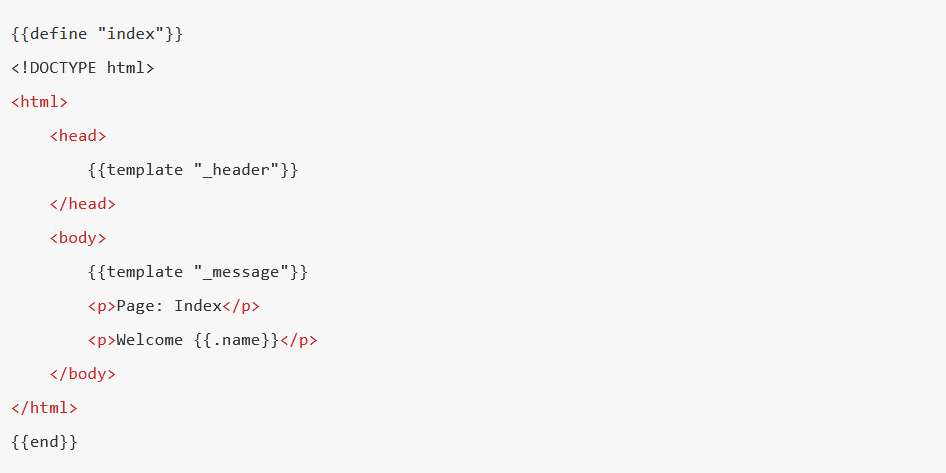 {{define "index"}}
<!DOCTYPE html>
<html>
    <head>
        {{template "_header"}}
    </head>
    <body>
        {{template "_message"}}
        <p>Page: Index</p>
        <p>Welcome {{.name}}</p>
    </body>
</html>
{{end}}